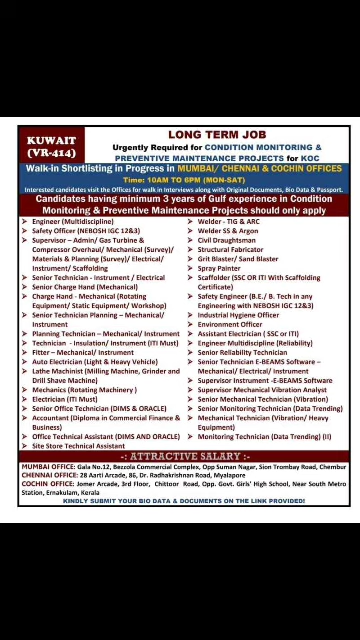 KUWAIT
(VR-414)
LONG TERM JOB
Urgently Required for CONDITION MONITORING &
PREVENTIVE MAINTENANCE PROJECTS for KOC
Walk-in Shortlisting in Progress in MUMBAI/ CHENNAI & COCHIN OFFICES
Time: 10AM TO 6PM (MON-SAT)
Interested candidates visit the Offices for walk in Interviews along with Original Documents, Bio Data & Passport.
Candidates having minimum 3 years of Gulf experience in Condition
Monitoring & Preventive Maintenance Projects should only apply
➢ Engineer (Multidiscipline)
➢ Safety Officer (NEBOSH IGC 12&3)
➢ Supervisor – Admin/ Gas Turbine &
Compressor Overhaul/ Mechanical (Survey)/
Materials & Planning (Survey)/ Electrical/
Instrument/ Scaffolding
➢ Senior Technician - Instrument / Electrical
➢ Senior Charge Hand (Mechanical)
➢ Charge Hand - Mechanical (Rotating
Equipment/ Static Equipment/ Workshop)
➢ Senior Technician Planning – Mechanical/
Instrument
➢ Planning Technician – Mechanical/ Instrument
➢ Technician - Insulation/ Instrument (ITI Must)
➢ Fitter – Mechanical/ Instrument
➢ Auto Electrician (Light & Heavy Vehicle)
➢ Lathe Machinist (Milling Machine, Grinder and
Drill Shave Machine)
➢ Mechanics (Rotating Machinery )
➢ Electrician (ITI Must)
➢ Senior Office Technician (DIMS & ORACLE)
➢ Accountant (Diploma in Commercial Finance &
Business)
➢ Office Technical Assistant (DIMS AND ORACLE)
➢ Site Store Technical Assistant
➢ Welder - TIG & ARC
➢ Welder SS & Argon
➢ Civil Draughtsman
➢ Structural Fabricator
➢ Grit Blaster/ Sand Blaster
➢ Spray Painter
➢ Scaffolder (SSC OR ITI With Scaffolding
Certificate)
➢ Safety Engineer (B.E./ B. Tech in any
Engineering with NEBOSH IGC 12&3)
➢ Industrial Hygiene Officer
➢ Environment Officer
➢ Assistant Electrician ( SSC or ITI)
➢ Engineer Multidiscipline (Reliability)
➢ Senior Reliability Technician
➢ Senior Technician E-BEAMS Software –
Mechanical/ Electrical/ Instrument
➢ Supervisor Instrument -E-BEAMS Software
➢ Supervisor Mechanical Vibration Analyst
➢ Senior Mechanical Technician (Vibration)
➢ Senior Monitoring Technician (Data Trending)
➢ Mechanical Technician (Vibration/ Heavy
Equipment)
➢ Monitoring Technician (Data Trending) (II)
-: ATTRACTIVE SALARY :-
MUMBAI OFFICE: Gala No.12, Bezzola Commercial Complex, Opp Suman Nagar, Sion Trombay Road, Chembur
CHENNAI OFFICE: 28 Aarti Arcade, 86, Dr. Radhakrishnan Road, Myalapore
COCHIN OFFICE: Jomer Arcade, 3rd Floor, Chittoor Road, Opp. Govt. Girls' High School, Near South Metro
Station, Ernakulam, Kerala
KINDLY SUBMIT YOUR BIO DATA & DOCUMENTS ON THE LINK PROVIDED!